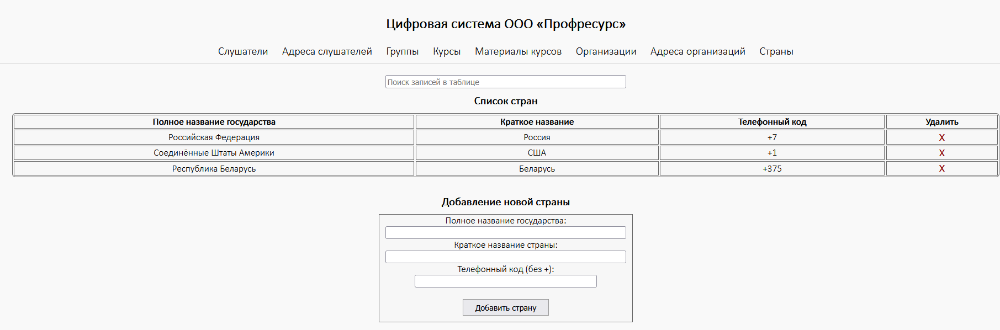 Цифровая система ООО «Профресурс»
Слушатели Адреса слушателей Группы Курсы Материалы курсов Организации Адреса организаций Страны
Поиск записей в таблице
Список стран
Полное название государства Краткое название Телефонный код Удалить
Российская Федерация Россия +7 X
Соединённые Штаты Америки США +1 X
Республика Беларусь Беларусь +375 X
Добавление новой страны
Полное название государства:
Краткое название страны:
Телефонный код (без +):
Добавить страну